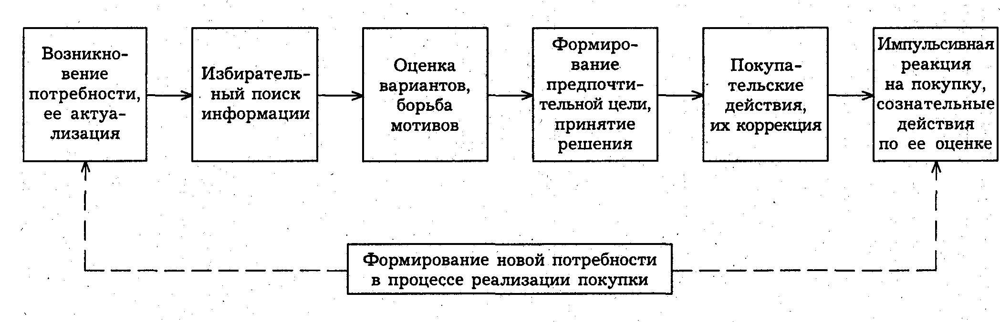 Возникно-
вение
потребности,
ее актуа-
лизация
Избиратель-
ный поиск
информации
Оценка
вариантов,
борьба
мотивов
Формиро-
вание
предпочти-
тельной цели,
принятие
решения
Покупа-
тельские
действия,
их коррекция
Импульсивная
реакция
на покупку,
сознательные
действия
по ее оценке
Формирование новой потребности
в процессе реализации покупки